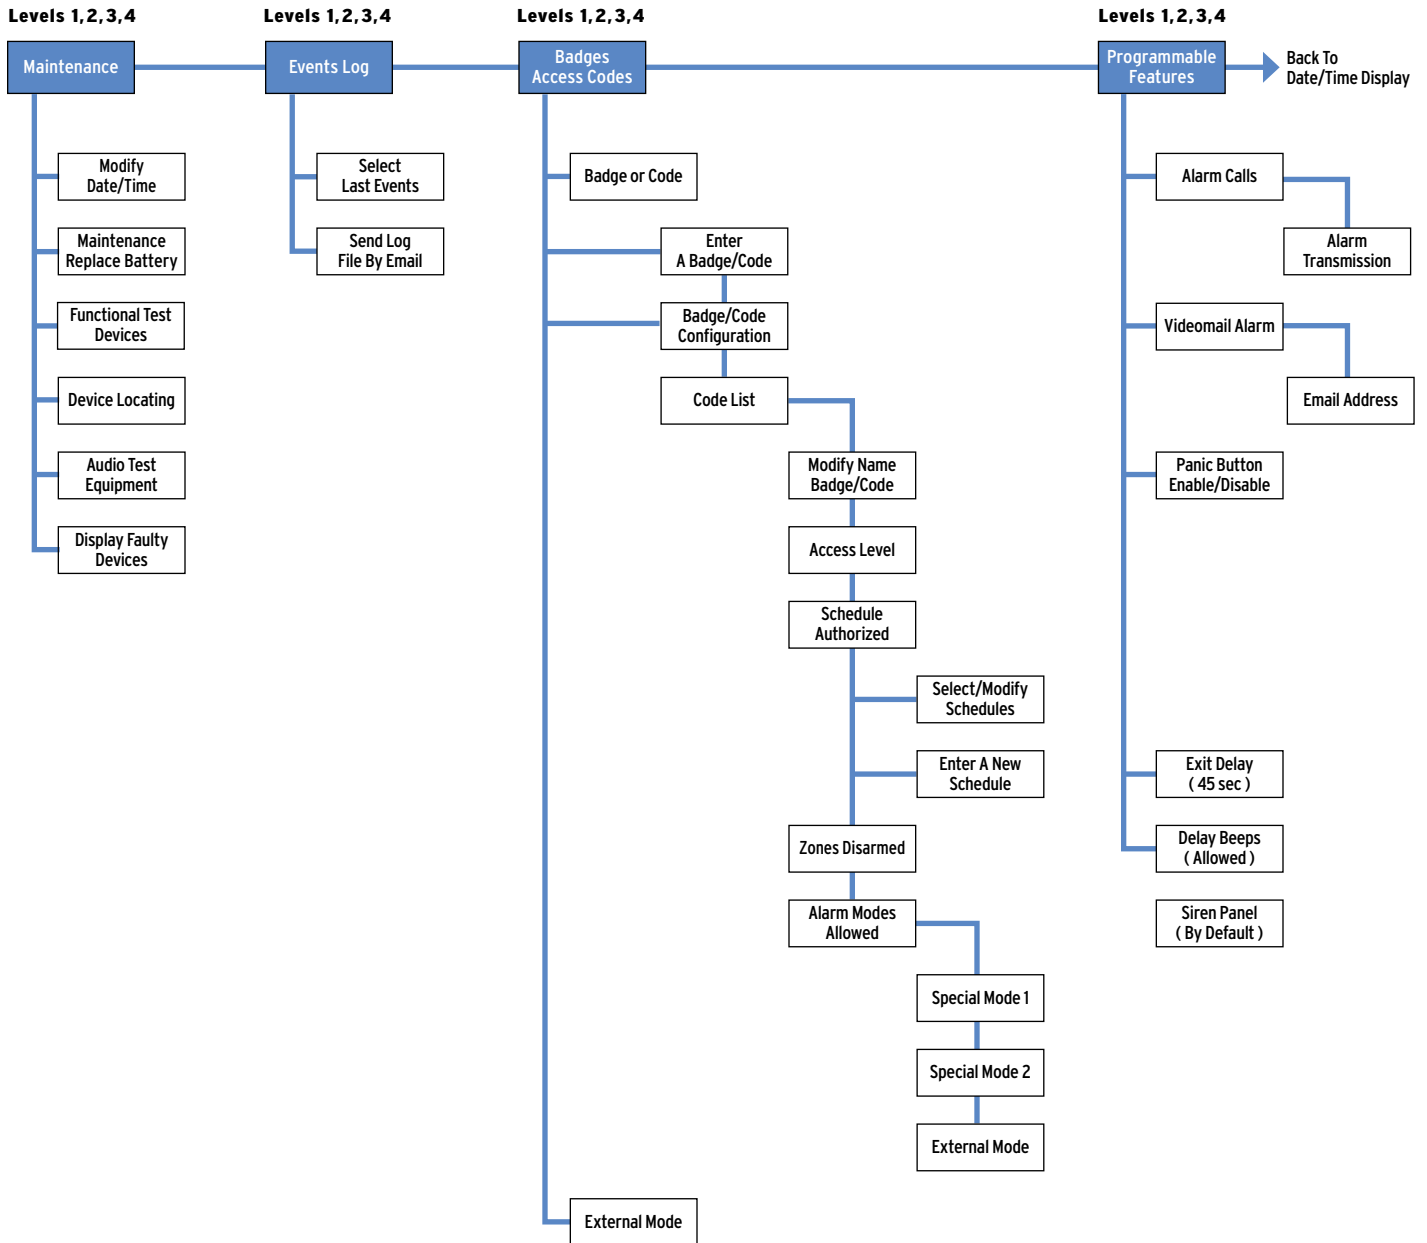 Levels 1,2,3,4
Levels 1,2,3,4
Levels 1,2,3,4
Levels 1,2,3,4
Maintenance
Events Log
Badges
Access Codes
Programmable
Features
Back To
Date/Time Display
Modify
Date/Time
Maintenance
Replace Battery
Functional Test
Devices
Device Locating
Audio Test
Equipment
Display Faulty
Devices
Select
Last Events
Send Log
File By Email
Badge or Code
Enter
A Badge/Code
Badge/Code
Configuration
Code List
Modify Name
Badge/Code
Access Level
Schedule
Authorized
Select/Modify
Schedules
Enter A New
Schedule
Zones Disarmed
Alarm Modes
Allowed
Special Mode 1
Special Mode 2
External Mode
External Mode
Alarm Calls
Alarm
Transmission
Videomail Alarm
Email Address
Panic Button
Enable/Disable
Exit Delay
( 45 sec )
Delay Beeps
( Allowed )
Siren Panel
( By Default )